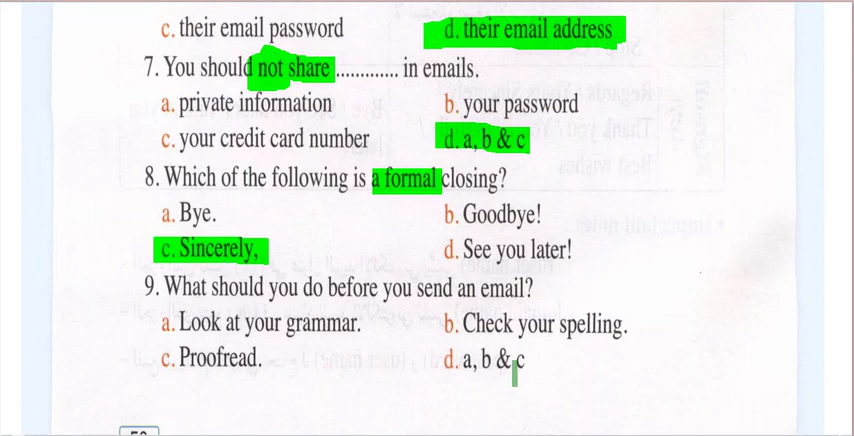 c. their email password d. their email address
7. You should not share ............. in emails.
a. private information b. your password
c. your credit card number d. a, b & c
8. Which of the following is a formal closing?
a. Bye. b. Goodbye!
c. Sincerely, d. See you later!
9. What should you do before you send an email?
a. Look at your grammar. b. Check your spelling.
c. Proofread. d. a, b & c